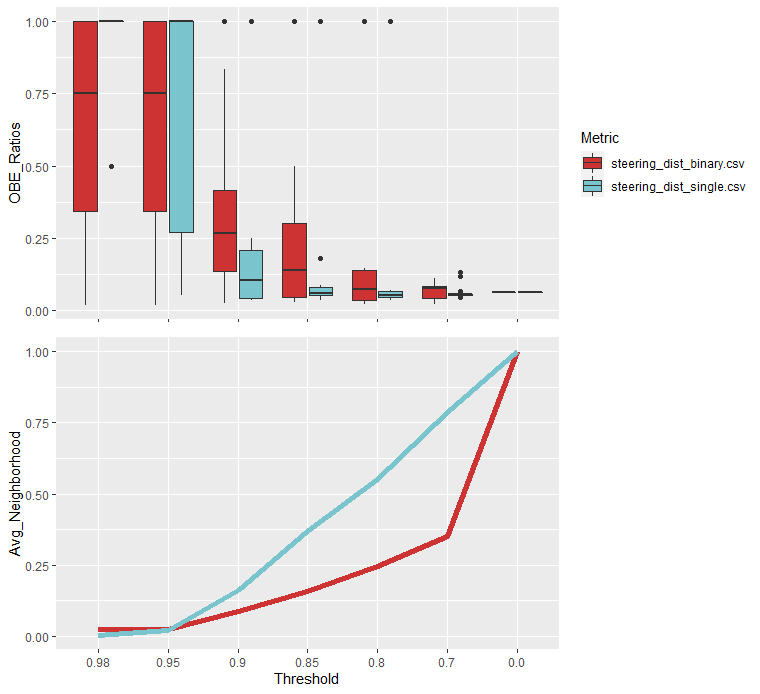 1.00
0.75
0.50
0.25
0.00
OBE_Ratios
Metric
steering_dist_binary.csv
steering_dist_single.csv
1.00
0.75
0.50
0.25
0.00
Avg_Neighborhood
0.98 0.95 0.9 0.85 0.8 0.7 0.0
Threshold